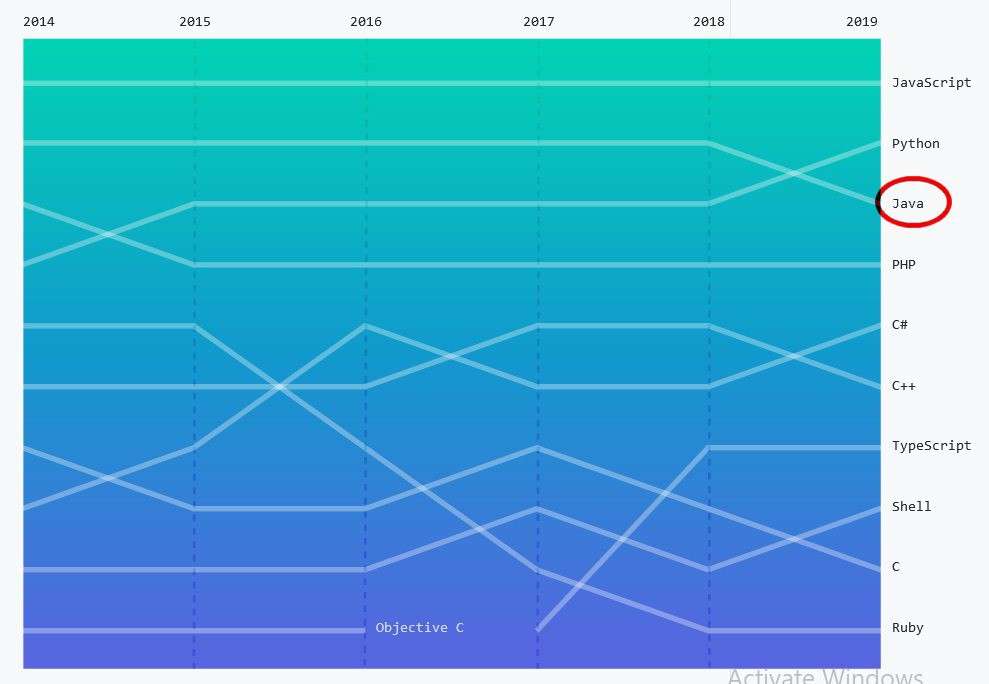 2014 2015 2016 2017 2018 2019
JavaScript
Python
Java
PHP
C#
C++
TypeScript
Shell
C
Objective C Ruby
Activate Windows